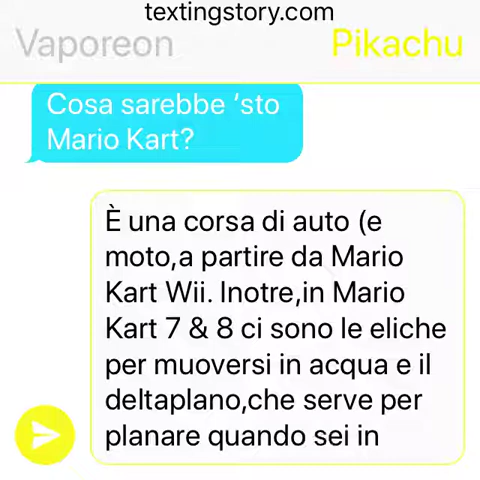 textingstory.com
Vaporeon Pikachu
Cosa sarebbe ‘sto
Mario Kart?
È una corsa di auto (e
moto,a partire da Mario
Kart Wii. Inotre,in Mario
Kart 7 & 8 ci sono le eliche
per muoversi in acqua e il
deltaplano,che serve per
planare quando sei in